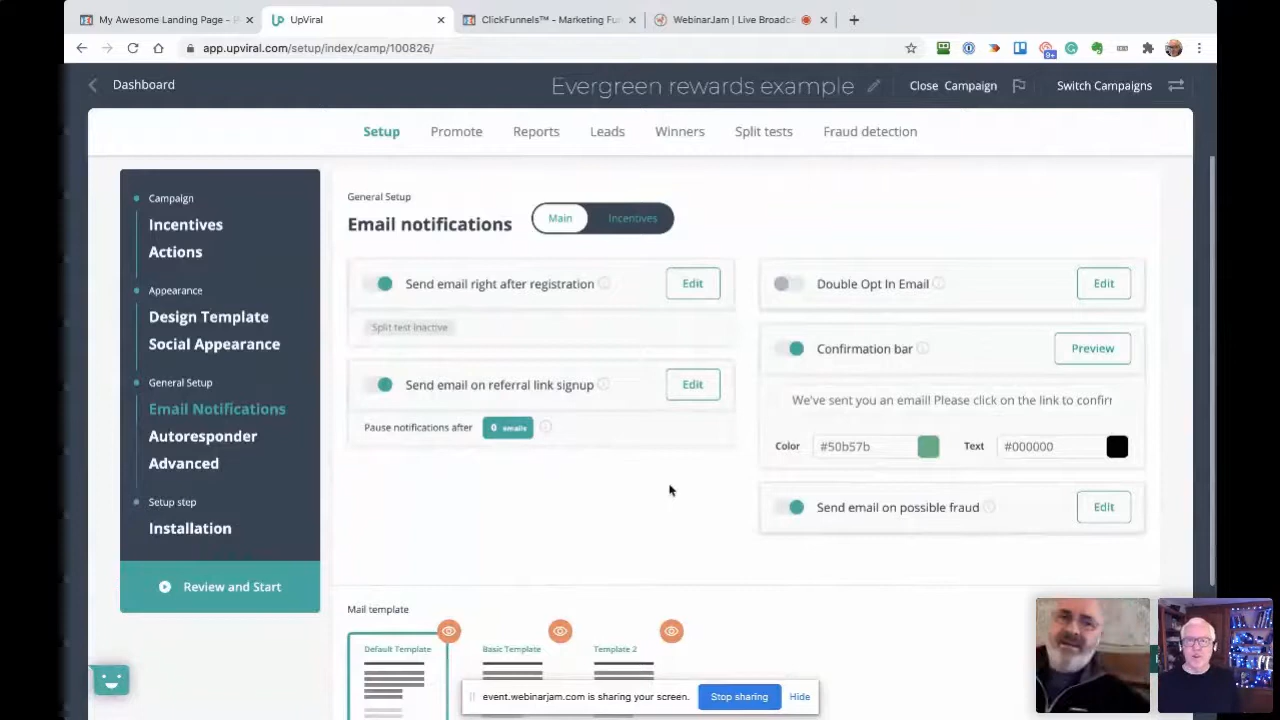 My Awesome Landing Page -
UpViral
ClickFunnels™ - Marketing Fu
WebinarJam | Live Broadca
app.upviral.com/setup/index/camp/100826/
Dashboard
Evergreen rewards example
Close Campaign
Switch Campaigns
Setup
Promote
Reports
Leads
Winners
Split tests
Fraud detection
Campaign
Incentives
Actions
Appearance
Design Template
Social Appearance
General Setup
Email Notifications
Autoresponder
Advanced
Setup step
Installation
Review and Start
General Setup
Email notifications
Main
Incentives
Send email right after registration
Edit
Split test inactive
Send email on referral link signup
Edit
Pause notifications after
0 emails
Double Opt In Email
Edit
Confirmation bar
Preview
We've sent you an email! Please click on the link to confirr
Color
#50b57b
Text
#000000
Send email on possible fraud
Edit
Mail template
Default Template
Basic Template
Template 2
event.webinarjam.com is sharing your screen.
Stop sharing
Hide